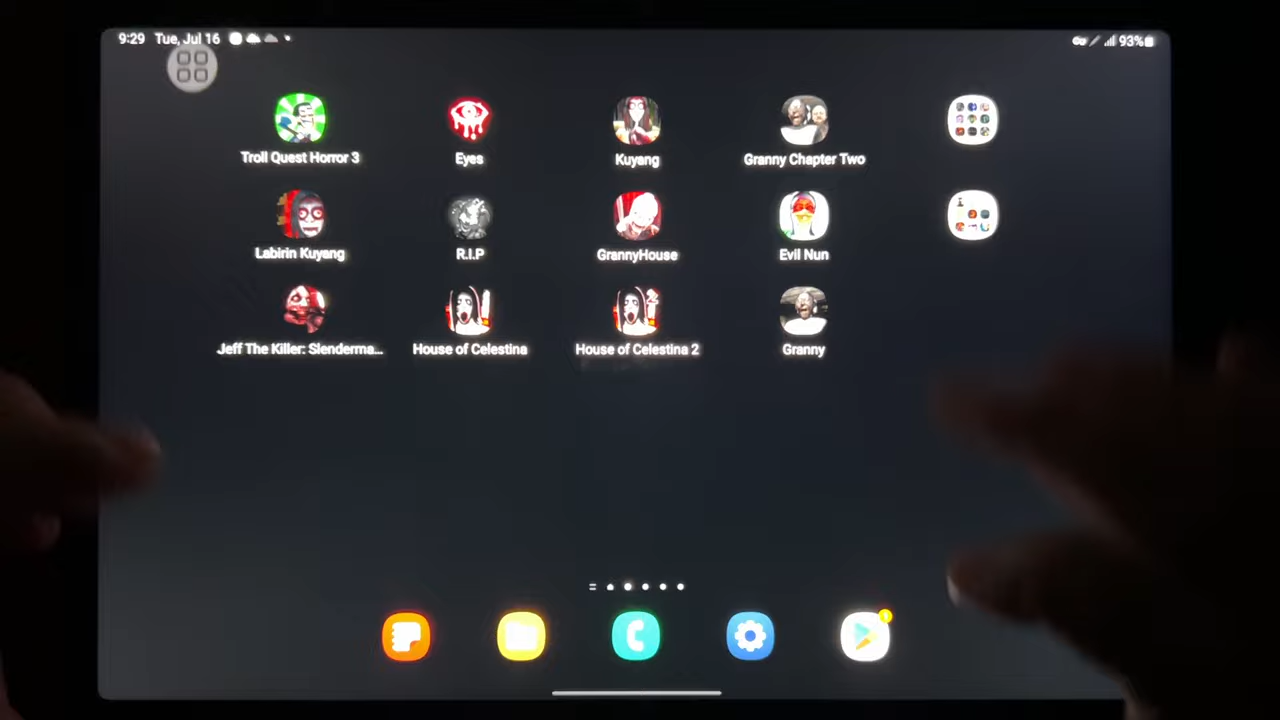 9:29 Tue, Jul 16
93%
Troll Quest Horror 3
Eyes
Kuyang
Granny Chapter Two
Labirin Kuyang
R.I.P
GrannyHouse
Evil Nun
Jeff The Killer: Slenderma...
House of Celestina
House of Celestina 2
Granny